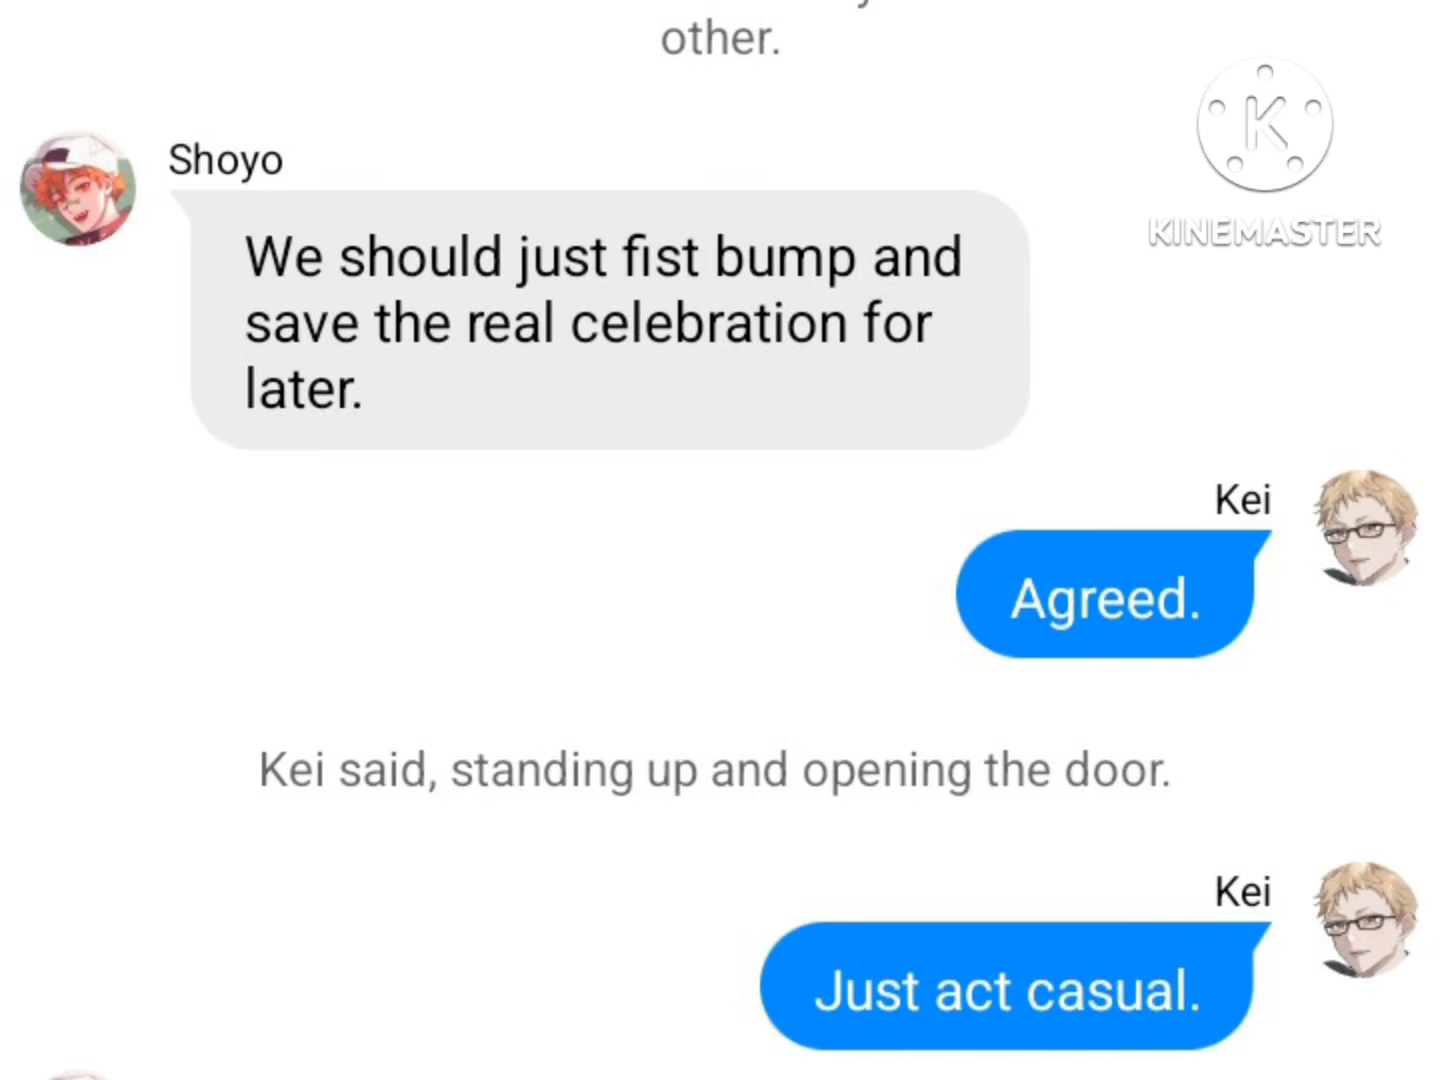 other.
Shoyo
We should just fist bump and
save the real celebration for
later.
Kei
Agreed.
Kei said, standing up and opening the door.
Kei
Just act casual.
K
KINEMASTER